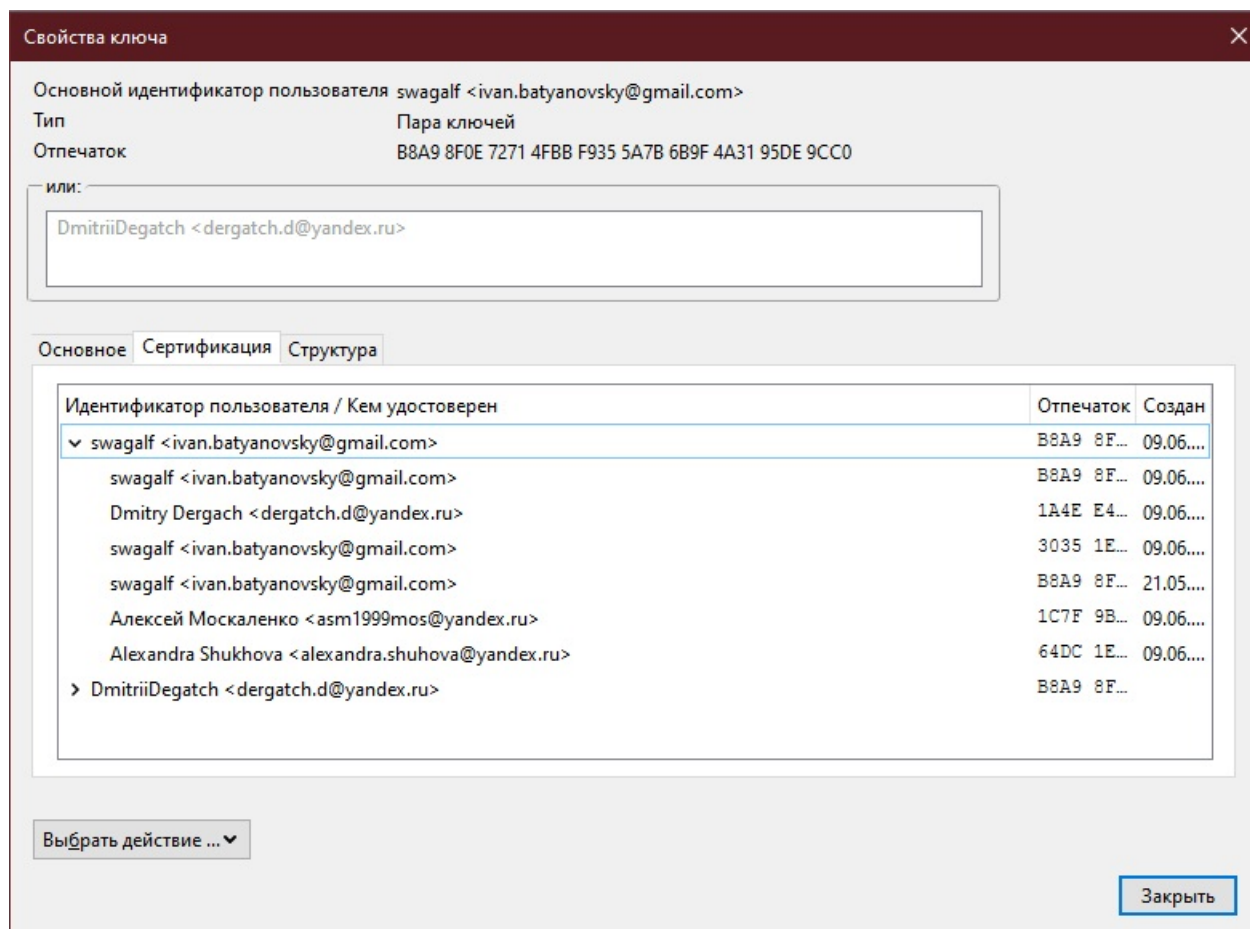 Свойства ключа
Основной идентификатор пользователя swagalf <ivan.batyanovsky@gmail.com>
Тип Пара ключей
Отпечаток B8A9 8F0E 7271 4FBB F935 5A7B 6B9F 4A31 95DE 9CC0
или:
DmitriiDegatch <dergatch.d@yandex.ru>
Основное Сертификация Структура
Идентификатор пользователя / Кем удостоверен Отпечаток Создан
swagalf <ivan.batyanovsky@gmail.com> B8A9 8F... 09.06....
swagalf <ivan.batyanovsky@gmail.com> B8A9 8F... 09.06....
Dmitry Dergach <dergatch.d@yandex.ru> 1A4E E4... 09.06....
swagalf <ivan.batyanovsky@gmail.com> 3035 1E... 09.06....
swagalf <ivan.batyanovsky@gmail.com> B8A9 8F... 21.05....
Алексей Москаленко <asm1999mos@yandex.ru> 1C7F 9B... 09.06....
Alexandra Shukhova <alexandra.shuhova@yandex.ru> 64DC 1E... 09.06....
DmitriiDegatch <dergatch.d@yandex.ru> B8A9 8F...
Выбрать действие ...
Закрыть